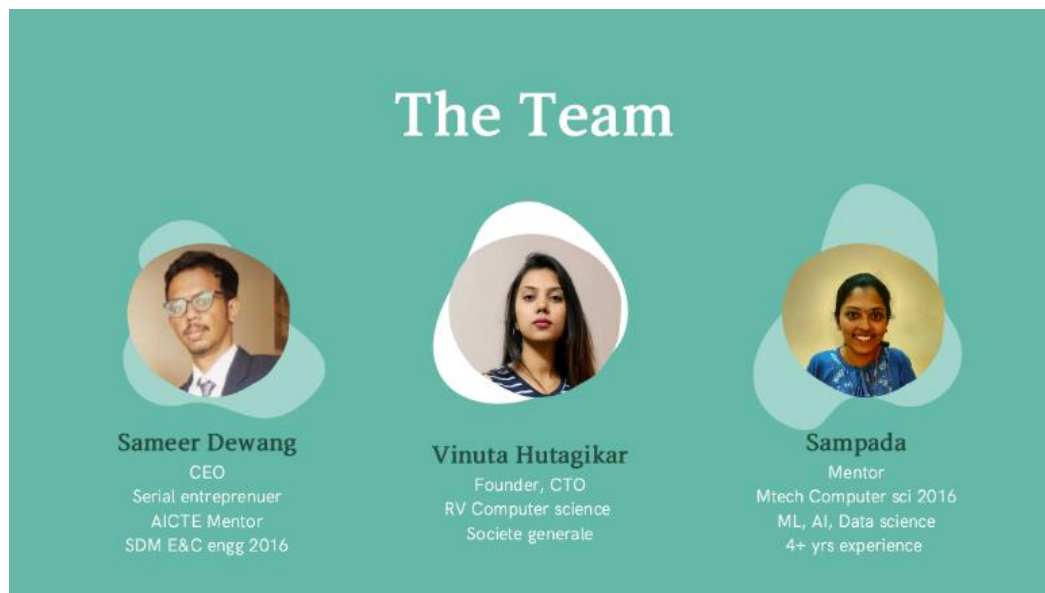 The Team
Sameer Dewang
CEO
Serial entreprenuer
AICTE Mentor
SDM E&C engg 2016
Vinuta Hutagikar
Founder, CTO
RV Computer science
Societe generale
Sampada
Mentor
Mtech Computer sci 2016
ML, AI, Data science
4+ yrs experience